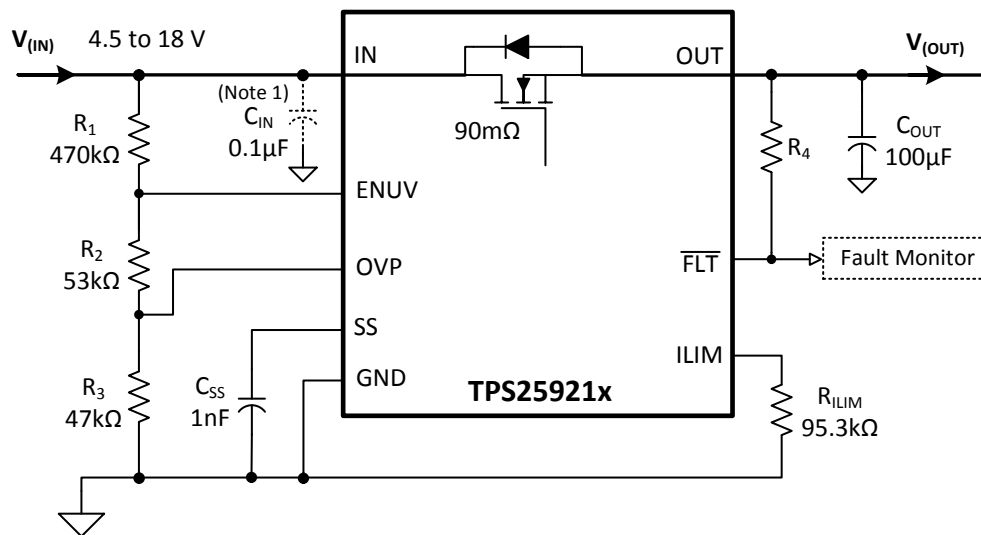 V(IN)
4.5 to 18 V
IN
OUT
V(OUT)
(Note 1)
CIN
0.1µF
R1
470kΩ
90mΩ
R4
COUT
100µF
ENUV
R2
53kΩ
OVP
FLT
Fault Monitor
SS
ILIM
GND
R3
47kΩ
CSS
1nF
TPS25921x
RILIM
95.3kΩ